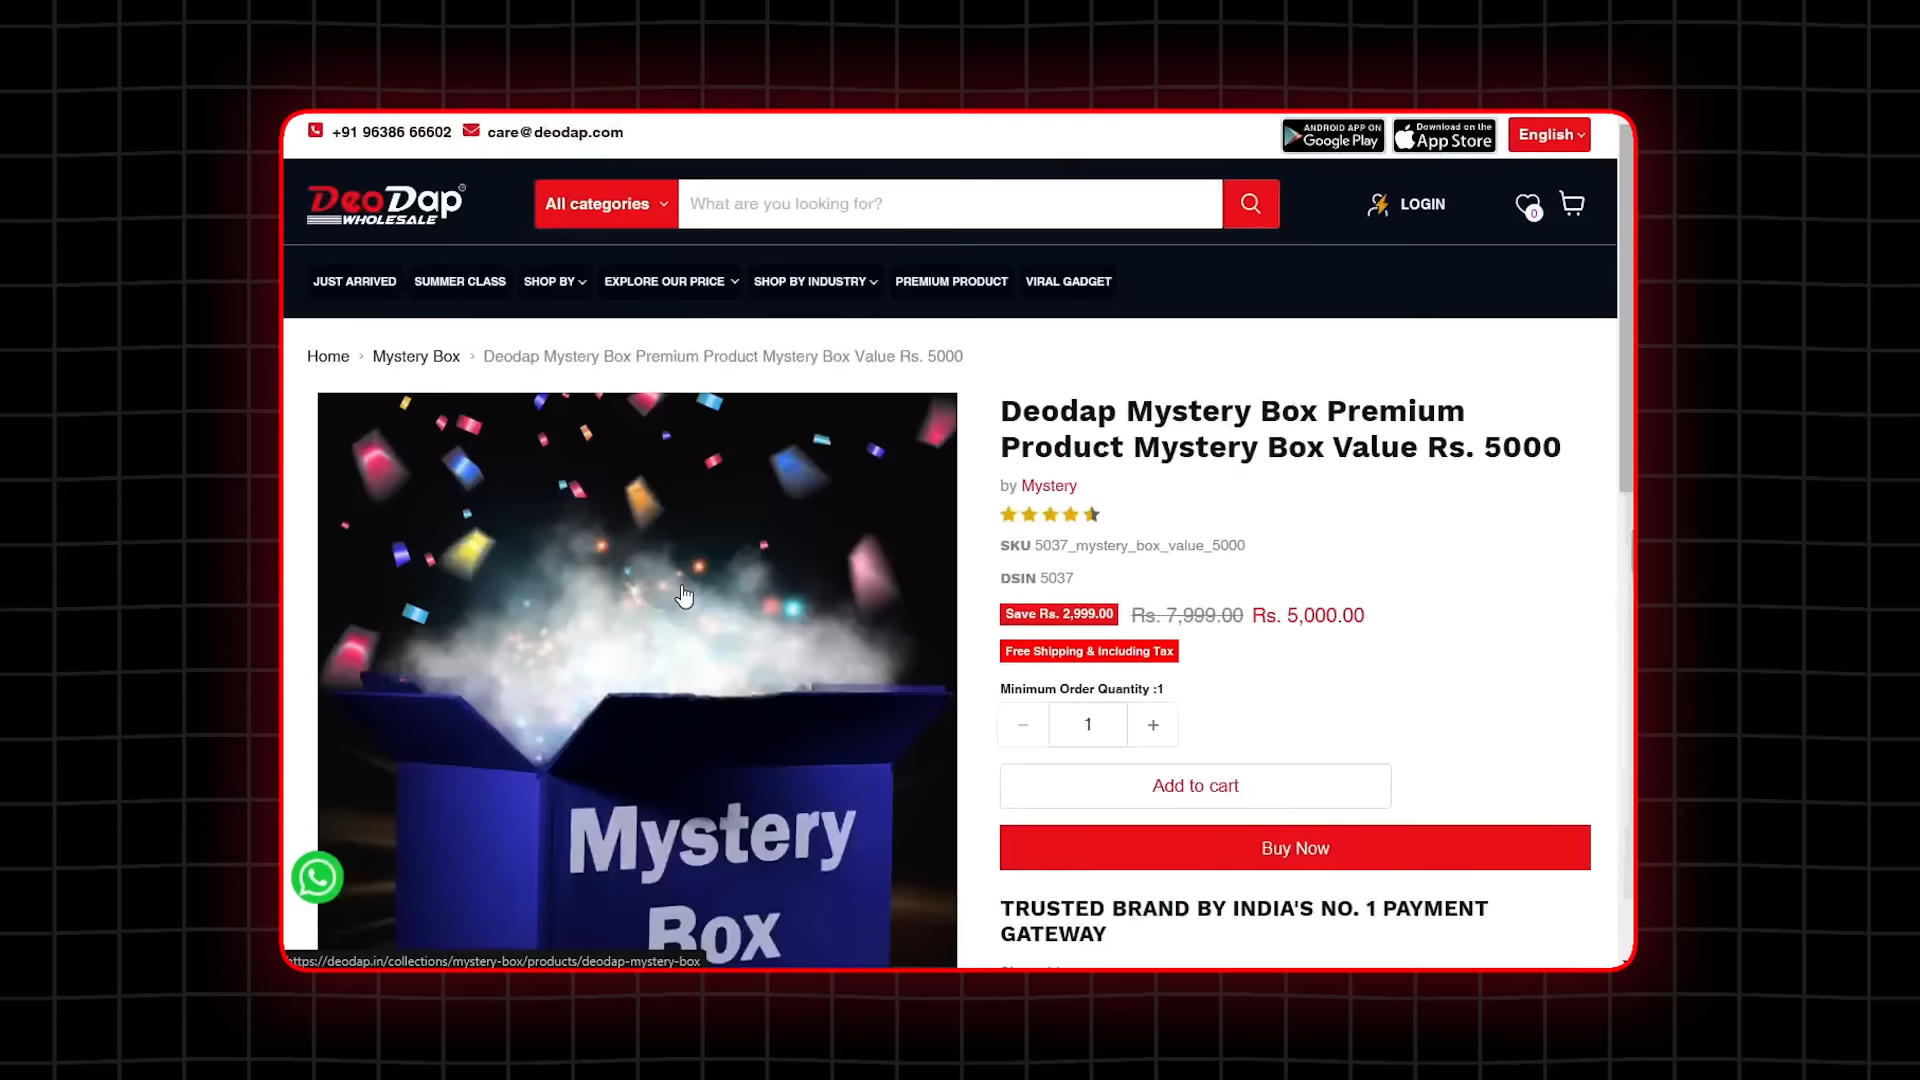 +91 96386 66602 care@deodap.com
ANDROID APP ON
Google Play
Download on the
App Store
English
DeoDap
WHOLESALE
All categories
What are you looking for?
LOGIN
0
JUST ARRIVED SUMMER CLASS SHOP BY EXPLORE OUR PRICE SHOP BY INDUSTRY PREMIUM PRODUCT VIRAL GADGET
Home › Mystery Box › Deodap Mystery Box Premium Product Mystery Box Value Rs. 5000
Deodap Mystery Box Premium
Product Mystery Box Value Rs. 5000
by Mystery
SKU 5037_mystery_box_value_5000
DSIN 5037
Save Rs. 2,999.00 Rs. 7,999.00 Rs. 5,000.00
Free Shipping & Including Tax
Minimum Order Quantity :1
− 1 +
Add to cart
Buy Now
TRUSTED BRAND BY INDIA'S NO. 1 PAYMENT
GATEWAY
Mystery
Box
https://deodap.in/collections/mystery-box/products/deodap-mystery-box